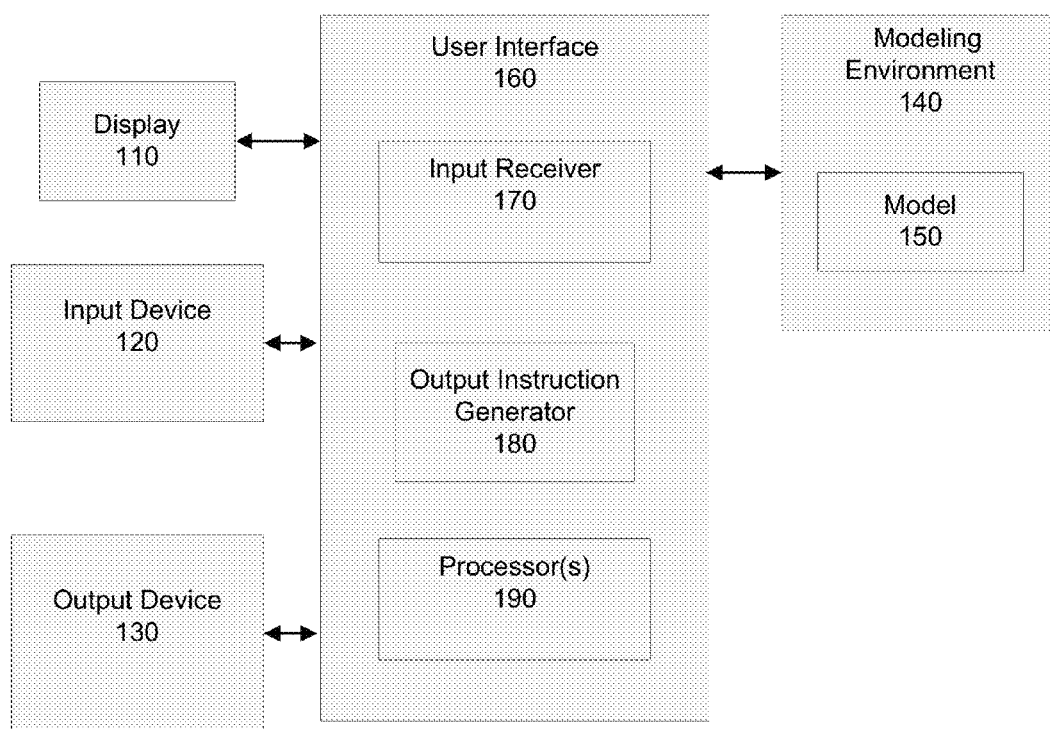 Display
110
Input Device
120
Output Device
130
User Interface
160
Input Receiver
170
Output Instruction
Generator
180
Processor(s)
190
Modeling
Environment
140
Model
150